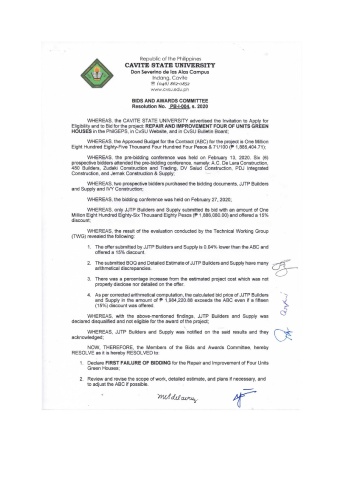 Republic of the Philippines
CAVITE STATE UNIVERSITY
Don Severino de las Alas Campus
Indang, Cavite
www.cvsu.edu.ph
BIDS AND AWARDS COMMITTEE
Resolution No. PB-I-004, s. 2020
WHEREAS, the CAVITE STATE UNIVERSITY advertised the Invitation to Apply for
Eligibility and to Bid for the project: REPAIR AND IMPROVEMENT FOUR OF UNITS GREEN
HOUSES in the PhilGEPS, in CvSU Website, and in CvSU Bulletin Board;
WHEREAS, the Approved Budget for the Contract (ABC) for the project is One Million
Eight Hundred Eighty-Five Thousand Four Hundred Four Pesos & 71/100 (₱ 1,885,404.71);
WHEREAS, the pre-bidding conference was held on February 13, 2020. Six (6)
prospective bidders attended the pre-bidding conference, namely: A.C. De Lara Construction,
450 Builders, Zudeki Construction and Trading, DV Salud Construction, PDJ Integrated
Construction, and Jemak Construction & Supply;
WHEREAS, two prospective bidders purchased the bidding documents, JJTP Builders
and Supply and IVY Construction;
WHEREAS, the bidding conference was held on February 27, 2020;
WHEREAS, only JJTP Builders and Supply submitted its bid with an amount of One
Million Eight Hundred Eighty-Six Thousand Eighty Pesos (₱ 1,886,080.00) and offered a 15%
discount;
WHEREAS, the result of the evaluation conducted by the Technical Working Group
(TWG) revealed the following:
1. The offer submitted by JJTP Builders and Supply is 0.04% lower than the ABC and
offered a 15% discount.
2. The submitted BOQ and Detailed Estimate of JJTP Builders and Supply have many
arithmetical discrepancies.
3. There was a percentage increase from the estimated project cost which was not
properly disclose nor detailed on the offer.
4. As per corrected arithmetical computation, the calculated bid price of JJTP Builders
and Supply in the amount of exceeds the ABC even if a fifteen
(15%) discount was offered.
WHEREAS, with the above-mentioned findings, JJTP Builders and Supply was
declared disqualified and not eligible for the award of the project;
WHEREAS, JJTP Builders and Supply was notified on the said results and they
acknowledged;
NOW, THEREFORE, the Members of the Bids and Awards Committee, hereby
RESOLVE as it is hereby RESOLVED to:
1. Declare FIRST FAILURE OF BIDDING for the Repair and Improvement of Four Units
Green Houses;
2. Review and revise the scope of work, detailed estimate, and plans if necessary, and
to adjust the ABC if possible.